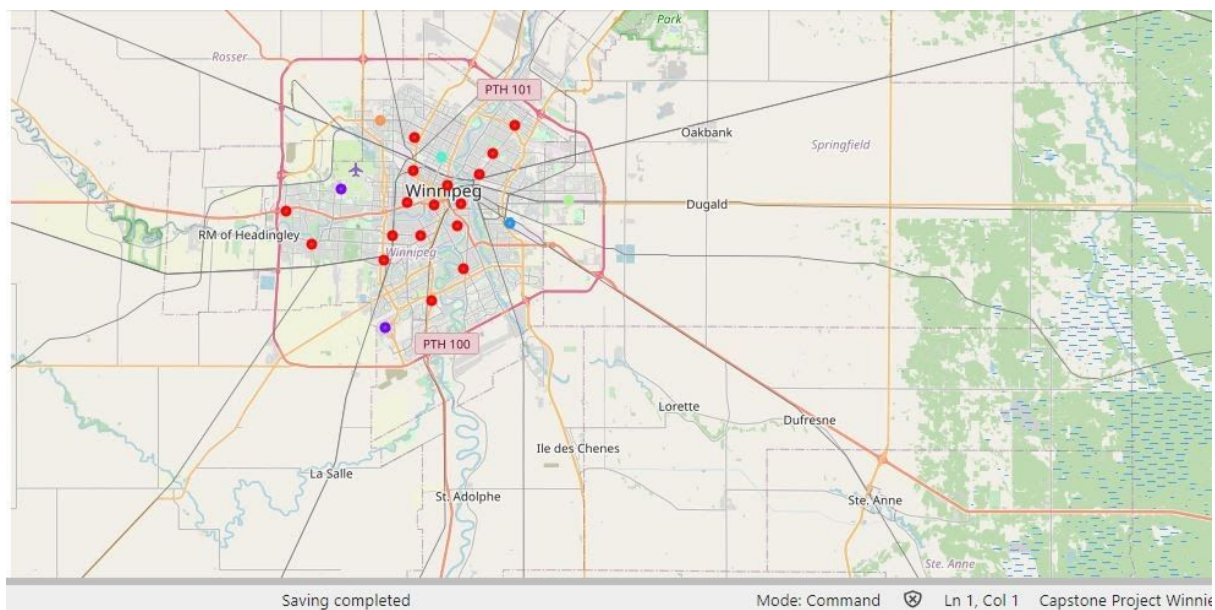 Park
Rosser
PTH 101
Oakbank
Springfield
Winnipeg
Dugald
RM of Headingley
Winnipeg
PTH 100
Lorette
Dufresne
Ile des Chenes
La Salle
St. Adolphe
Ste. Anne
Ste. Anne
Saving completed Mode: Command Ln 1, Col 1 Capstone Project Winnie